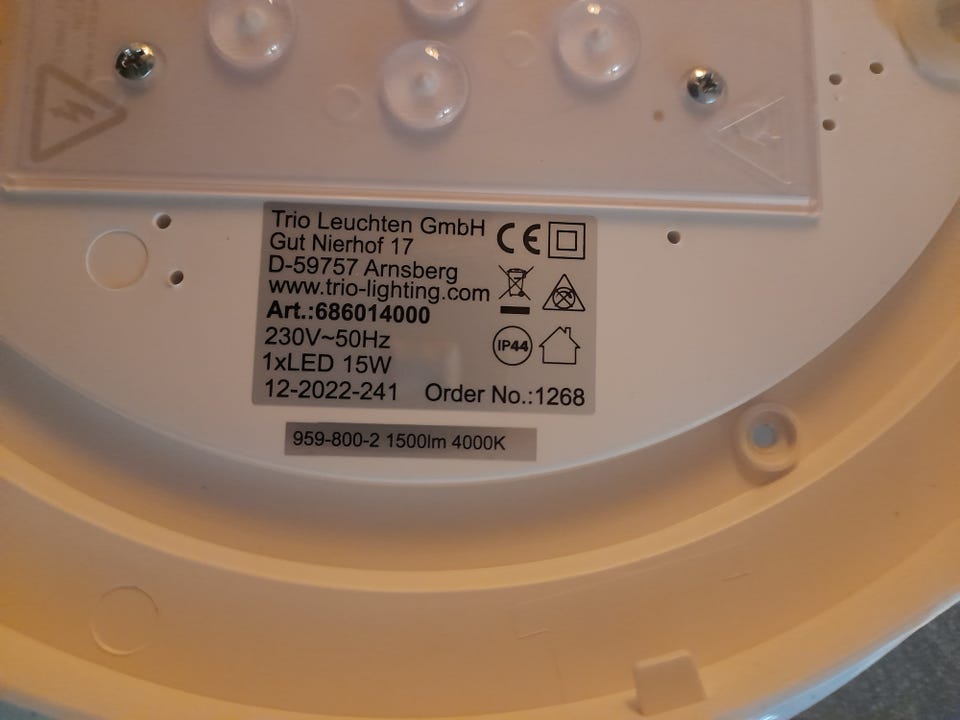 Trio Leuchten GmbH
Gut Nierhof 17
D-59757 Arnsberg
www.trio-lighting.com
Art.:686014000
230V~50Hz
1xLED 15W
12-2022-241 Order No.:1268
CE
IP44
959-800-2 1500lm 4000K